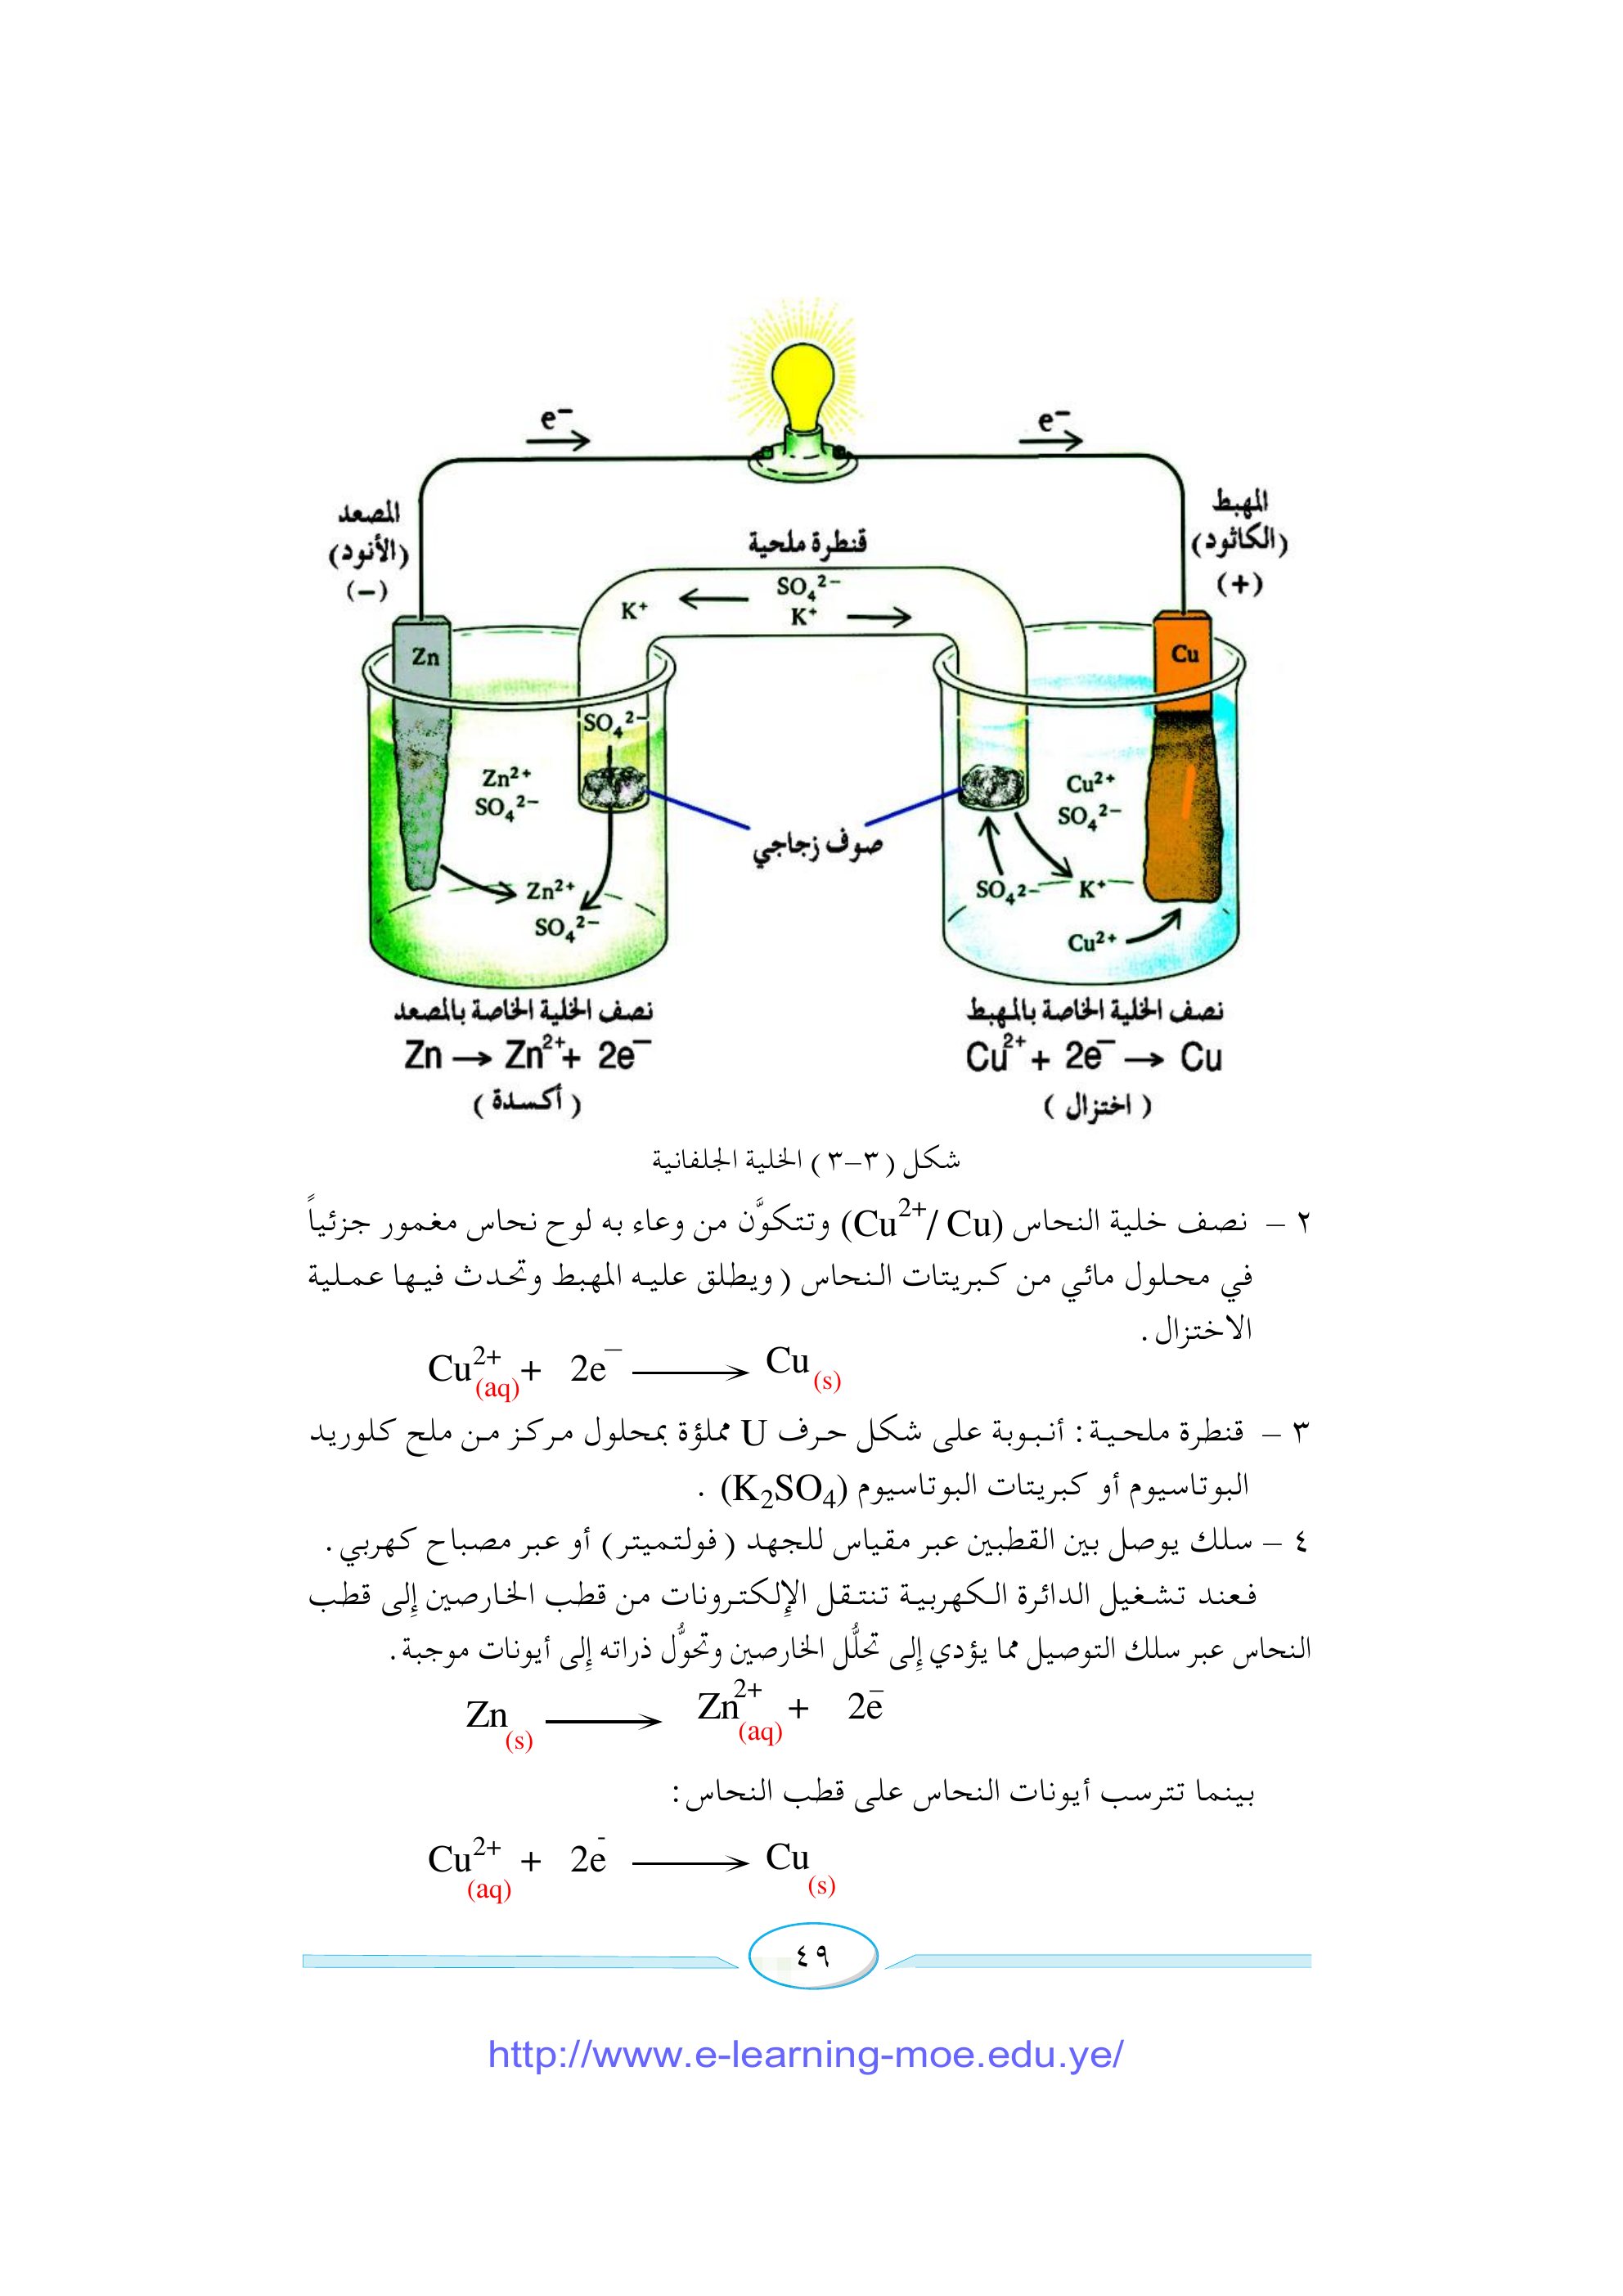 e⁻
e⁻
المصعد
(الأنود)
(−)
المهبط
(الكاثود)
(+)
قنطرة ملحية
SO₄²⁻
K⁺
K⁺
Zn
Cu
SO₄²⁻
Zn²⁺
SO₄²⁻
Cu²⁺
SO₄²⁻
صوف زجاجي
Zn²⁺
SO₄²⁻
SO₄²⁻
K⁺
Cu²⁺
نصف الخلية الخاصة بالمصعد
Zn → Zn²⁺ + 2e⁻
( أكسدة )
نصف الخلية الخاصة بالمهبط
Cu²⁺ + 2e⁻ → Cu
( اختزال )
شكل ( ٣–٣ ) الخلية الجلفانية
٢ – نصف خلية النحاس (Cu²⁺/ Cu) وتتكوَّن من وعاء به لوح نحاس مغمور جزئياً
في محلول مائي من كبريتات النحاس ( ويطلق عليه المهبط وتحدث فيها عملية
الاختزال .
Cu²⁺(aq) + 2e⁻ ⟶ Cu(s)
٣ – قنطرة ملحية : أنبوبة على شكل حرف U مملؤة بمحلول مركز من ملح كلوريد
البوتاسيوم أو كبريتات البوتاسيوم (K₂SO₄) .
٤ – سلك يوصل بين القطبين عبر مقياس للجهد ( فولتميتر ) أو عبر مصباح كهربي .
فعند تشغيل الدائرة الكهربية تنتقل الإِلكترونات من قطب الخارصين إِلى قطب
النحاس عبر سلك التوصيل مما يؤدي إِلى تحلُّل الخارصين وتحوُّل ذراته إِلى أيونات موجبة .
Zn(s) ⟶ Zn²⁺(aq) + 2e⁻
بينما تترسب أيونات النحاس على قطب النحاس :
Cu²⁺(aq) + 2e⁻ ⟶ Cu(s)
٤٩
http://www.e-learning-moe.edu.ye/